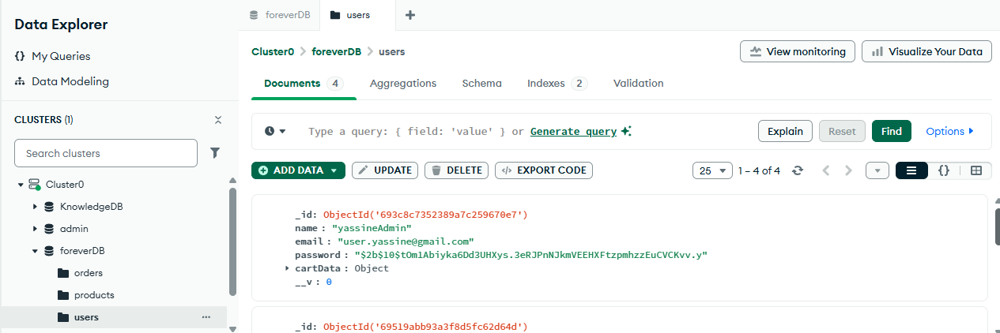 Data Explorer
My Queries
Data Modeling
CLUSTERS (1)
Search clusters
Cluster0
KnowledgeDB
admin
foreverDB
orders
products
users
foreverDB
users
Cluster0 > foreverDB > users
View monitoring
Visualize Your Data
Documents 4 Aggregations Schema Indexes 2 Validation
Type a query: { field: 'value' } or Generate query
Explain Reset Find Options
ADD DATA UPDATE DELETE EXPORT CODE
25 1 – 4 of 4
_id: ObjectId('693c8c7352389a7c259670e7')
name : "yassineAdmin"
email : "user.yassine@gmail.com"
password : "$2b$10$tOm1Abiyka6Dd3UHXys.3eRJPnNJkmVEEHXFtzpmhzzEuCVCKvv.y"
cartData : Object
__v : 0
_id: ObjectId('69519abb93a3f8d5fc62d64d')